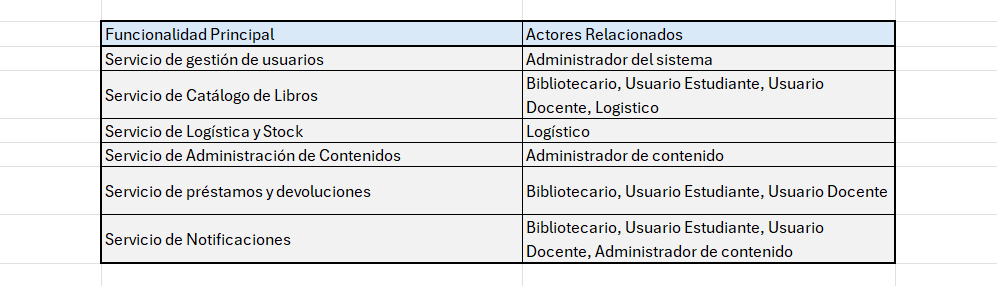 Funcionalidad Principal
Actores Relacionados
Servicio de gestión de usuarios
Administrador del sistema
Servicio de Catálogo de Libros
Bibliotecario, Usuario Estudiante, Usuario
Docente, Logistico
Servicio de Logística y Stock
Logístico
Servicio de Administración de Contenidos
Administrador de contenido
Servicio de préstamos y devoluciones
Bibliotecario, Usuario Estudiante, Usuario Docente
Servicio de Notificaciones
Bibliotecario, Usuario Estudiante, Usuario
Docente, Administrador de contenido